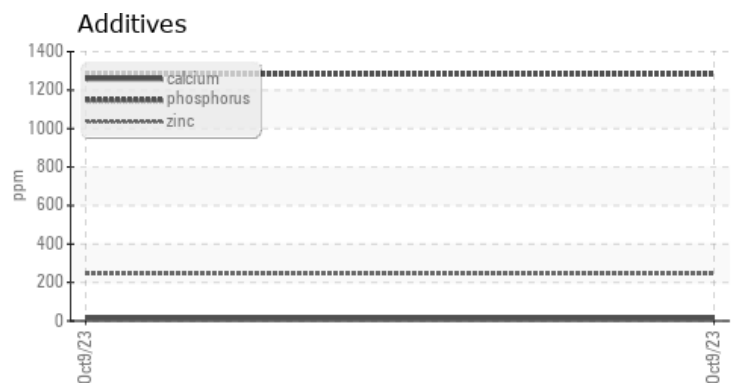 Additives
1400
1200
1000
800
600
400
200
0
ppm
calcium
phosphorus
zinc
Oct9/23
Oct9/23